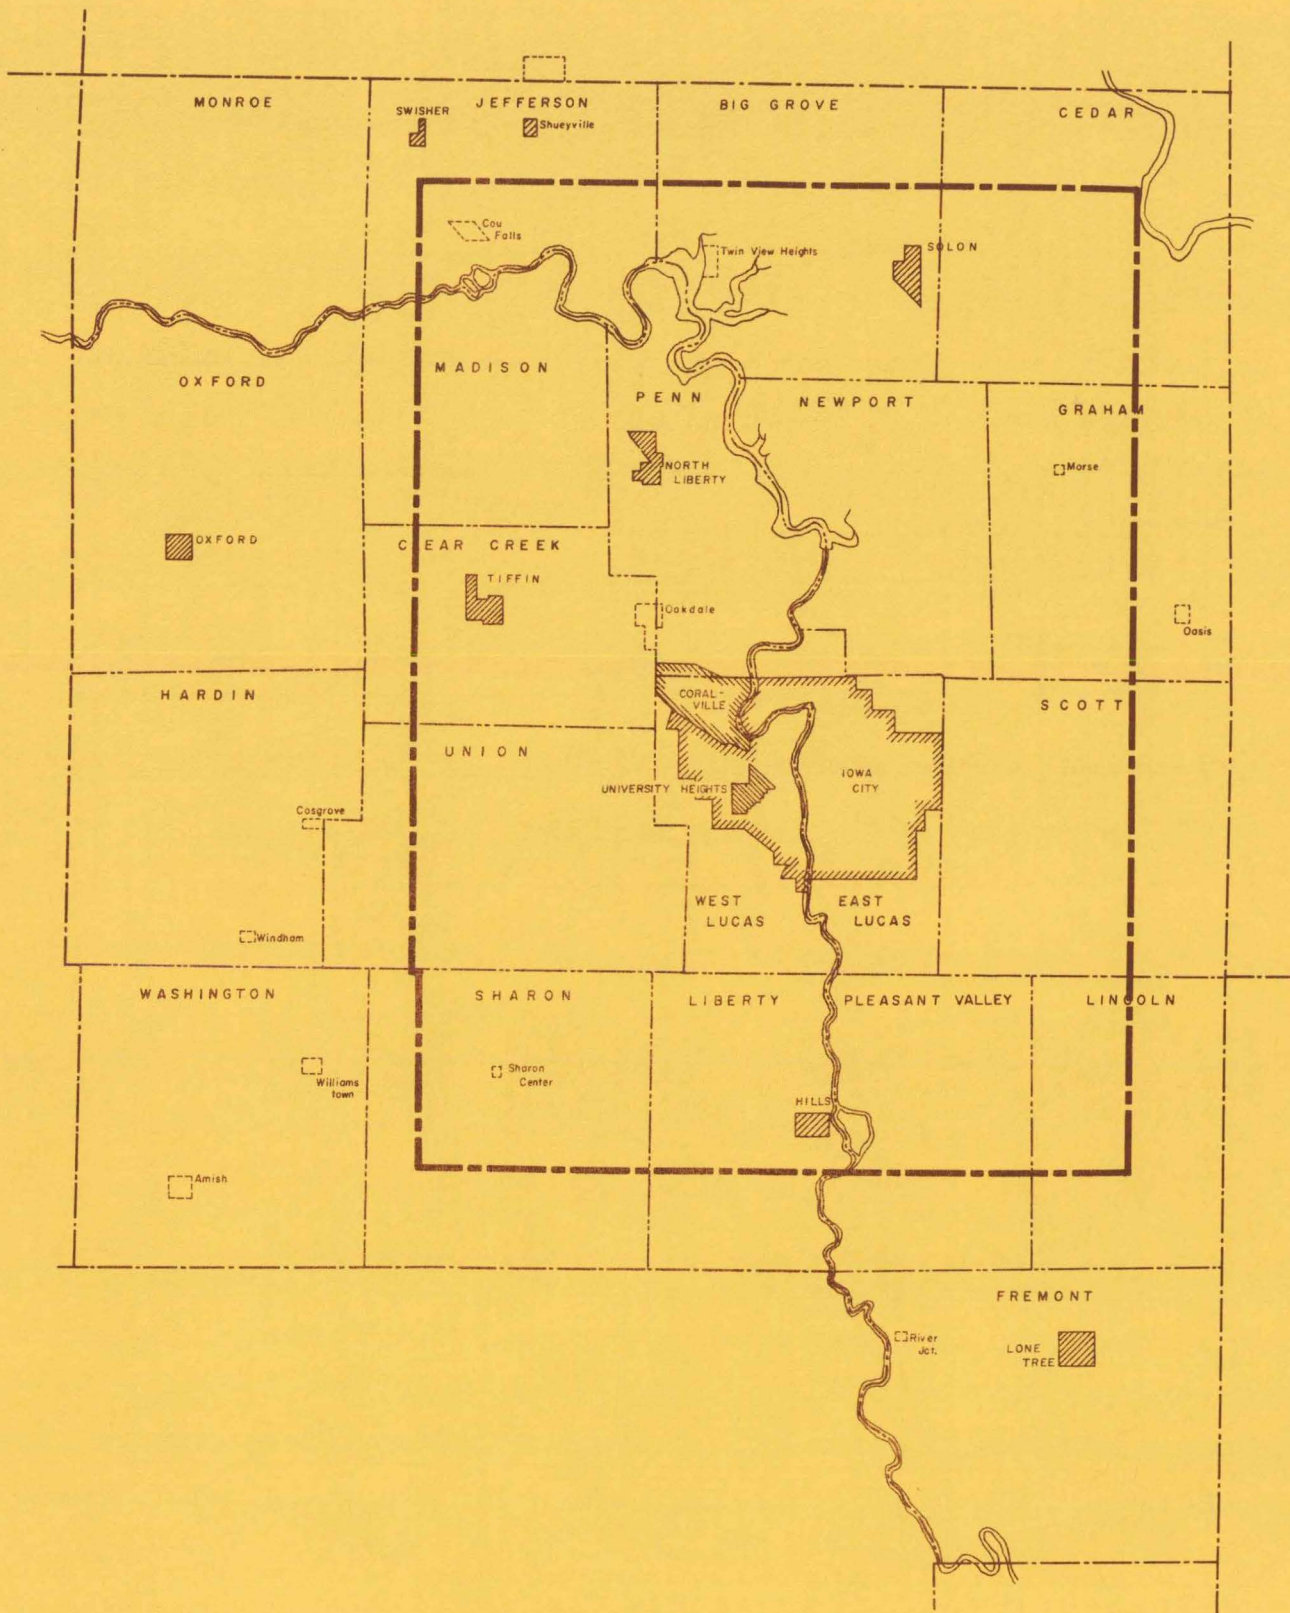 MONROE
JEFFERSON
BIG GROVE
CEDAR
SWISHER
Shueyville
Cou
Falls
Twin View Heights
SOLON
OXFORD
MADISON
PENN
NEWPORT
GRAHAM
NORTH
LIBERTY
Morse
OXFORD
CLEAR CREEK
TIFFIN
Oakdale
Oasis
HARDIN
CORAL-
VILLE
SCOTT
UNION
IOWA
CITY
UNIVERSITY HEIGHTS
Cosgrove
WEST
LUCAS
EAST
LUCAS
Windham
WASHINGTON
SHARON
LIBERTY
PLEASANT VALLEY
LINCOLN
Williams
town
Sharon
Center
HILLS
Amish
FREMONT
River
Jct.
LONE
TREE